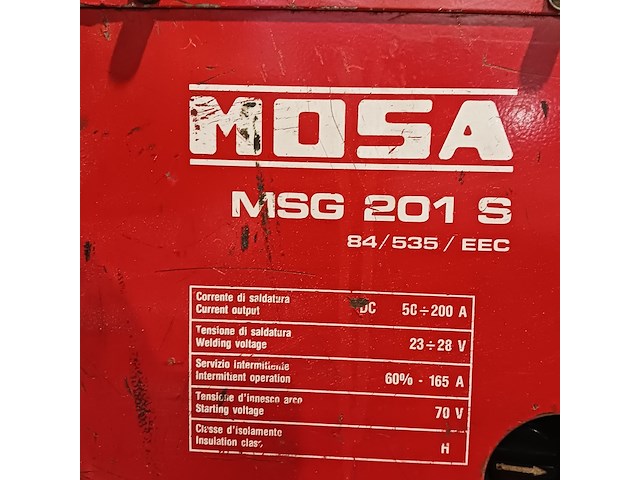 MOSA
MSG 201 S
84/535/EEC
Corrente di saldatura
Current output
DC 50÷200 A
Tensione di saldatura
Welding voltage
23÷28 V
Servizio intermittente
Intermittent operation
60% - 165 A
Tensione d'innesco arco
Starting voltage
70 V
Classe d'isolamento
Insulation class
H